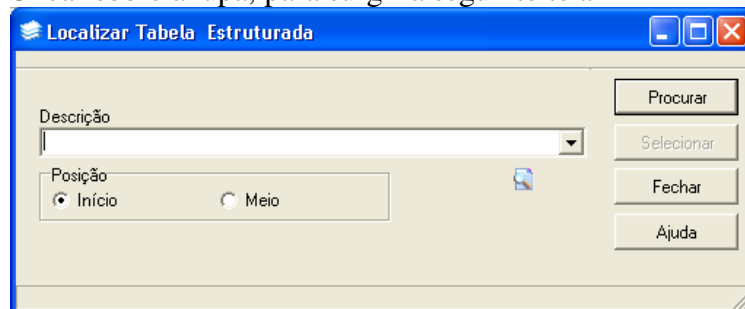 Localizar Tabela Estruturada
Procurar
Descrição
Selecionar
Posição
Início
Meio
Fechar
Ajuda